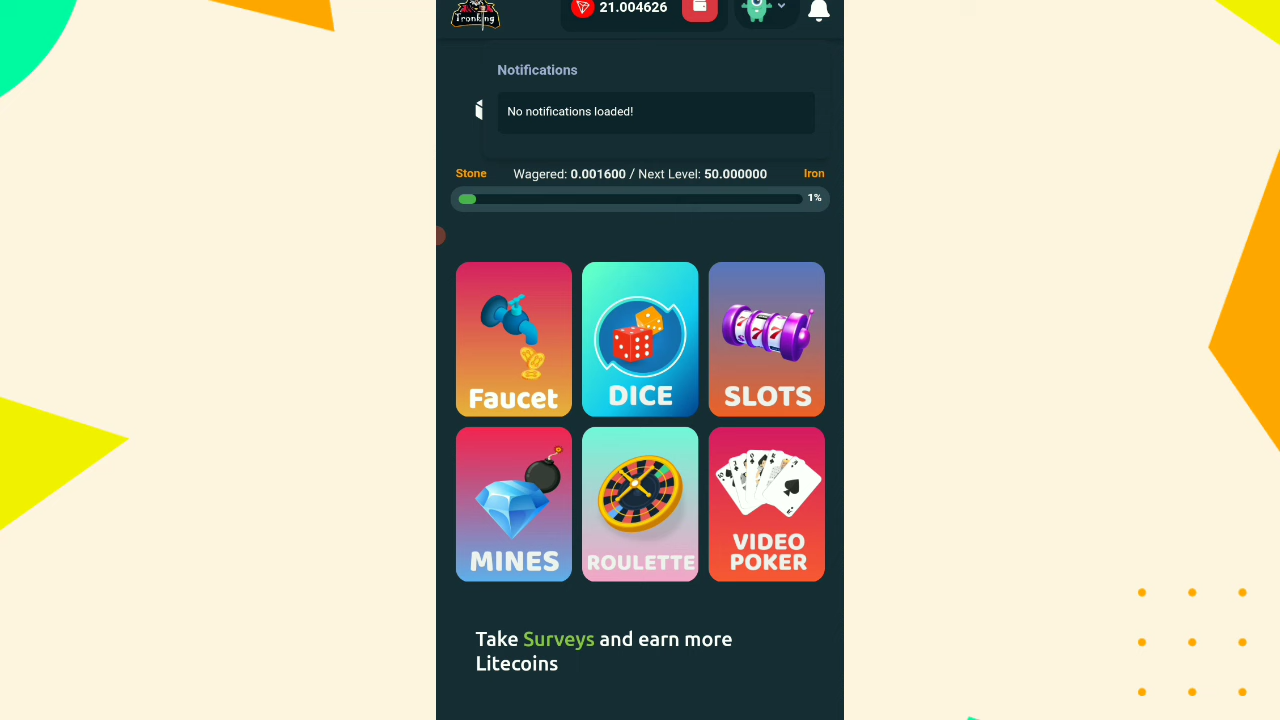 Tronking
21.004626
Notifications
No notifications loaded!
Stone Wagered: 0.001600 / Next Level: 50.000000 Iron
1%
Faucet
DICE
SLOTS
MINES
ROULETTE
VIDEO
POKER
Take Surveys and earn more
Litecoins